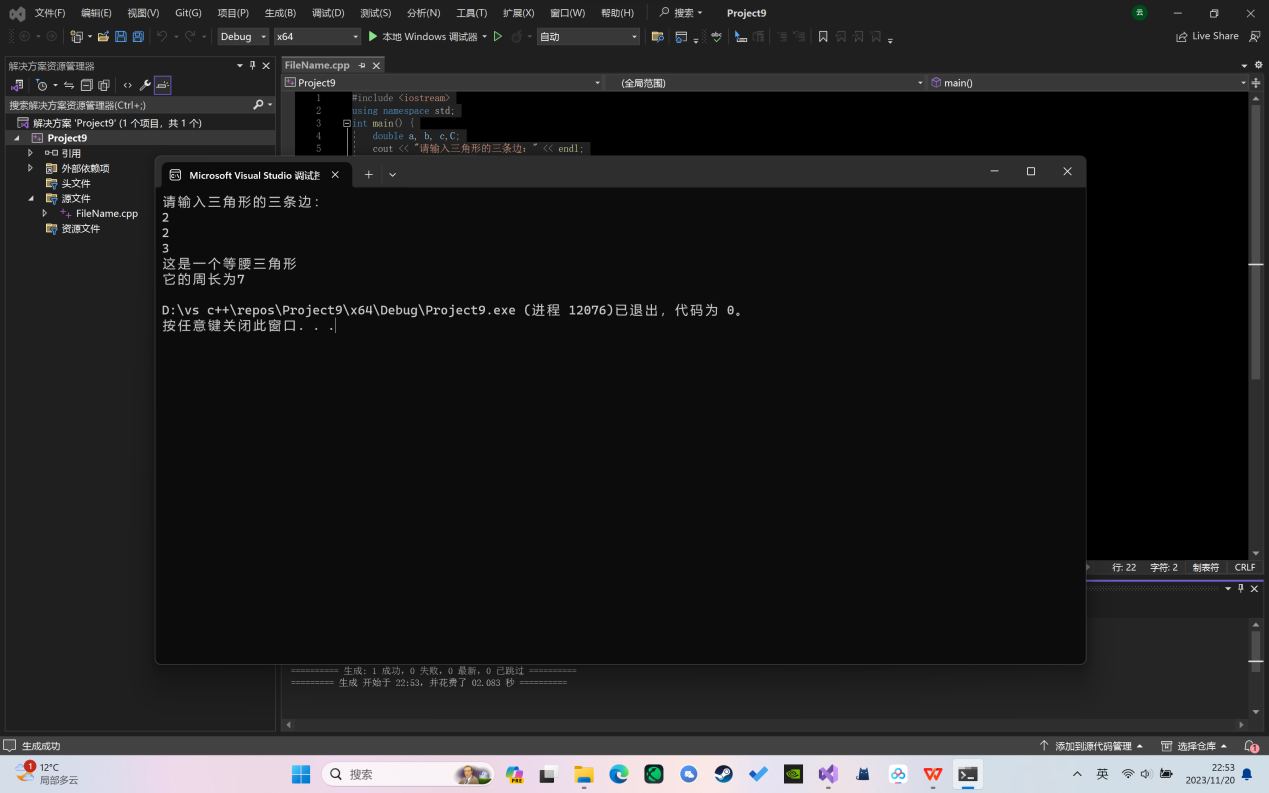 文件(F) 编辑(E) 视图(V) Git(G) 项目(P) 生成(B) 调试(D) 测试(S) 分析(N) 工具(T) 扩展(X) 窗口(W) 帮助(H) 搜索 Project9 云
Debug x64 本地 Windows 调试器 自动 Live Share
解决方案资源管理器
搜索解决方案资源管理器(Ctrl+;)
解决方案 'Project9' (1 个项目，共 1 个)
Project9
引用
外部依赖项
头文件
源文件
FileName.cpp
资源文件
FileName.cpp
Project9 (全局范围) main()
1 #include <iostream>
2 using namespace std;
3 int main() {
4 double a, b, c,C;
5 cout << "请输入三角形的三条边：" << endl;
Microsoft Visual Studio 调试控
请输入三角形的三条边：
2
2
3
这是一个等腰三角形
它的周长为7
D:\vs c++\repos\Project9\x64\Debug\Project9.exe (进程 12076)已退出，代码为 0。
按任意键关闭此窗口. . .
行: 22 字符: 2 制表符 CRLF
========== 生成: 1 成功，0 失败，0 最新，0 已跳过 ==========
========= 生成 开始于 22:53，并花费了 02.083 秒 ==========
生成成功 添加到源代码管理 选择仓库 1
1 12°C
局部多云
搜索
PRE
英
22:53
2023/11/20